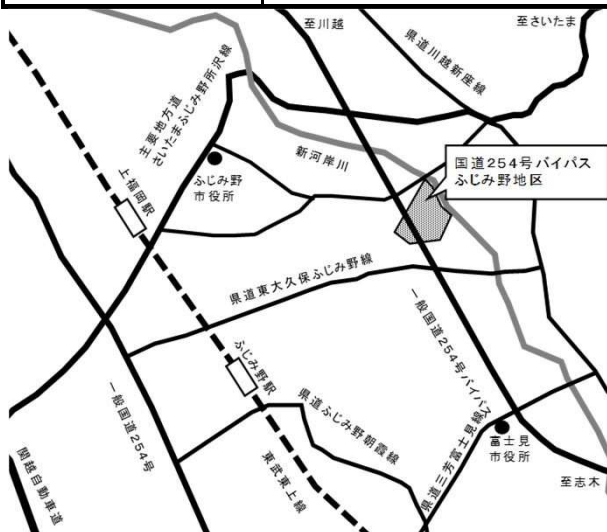 至川越
至さいたま
県道川越新座線
主要地方道
さいたまふじみ野所沢線
新河岸川
国道254号バイパス
ふじみ野地区
ふじみ野
市役所
上福岡駅
県道東大久保ふじみ野線
ふじみ野駅
一般国道254号バイパス
県道ふじみ野朝霞線
一般国道254号
富士見
市役所
県道三芳富士見線
東武東上線
関越自動車道
至志木